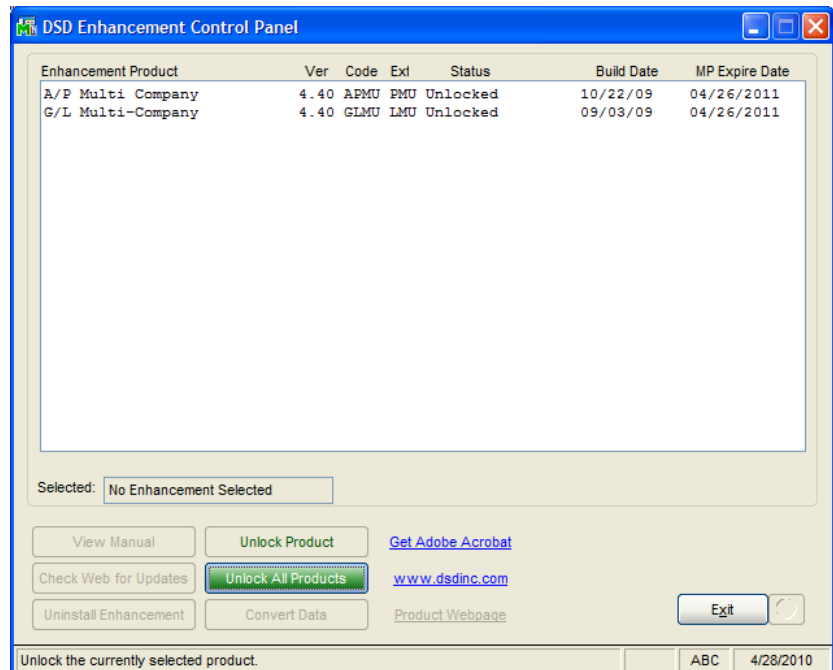 DSD Enhancement Control Panel
Enhancement Product Ver Code Ext Status Build Date MP Expire Date
A/P Multi Company 4.40 APMU PMU Unlocked 10/22/09 04/26/2011
G/L Multi-Company 4.40 GLMU LMU Unlocked 09/03/09 04/26/2011
Selected: No Enhancement Selected
View Manual Unlock Product Get Adobe Acrobat
Check Web for Updates Unlock All Products www.dsdinc.com
Uninstall Enhancement Convert Data Product Webpage Exit
Unlock the currently selected product. ABC 4/28/2010